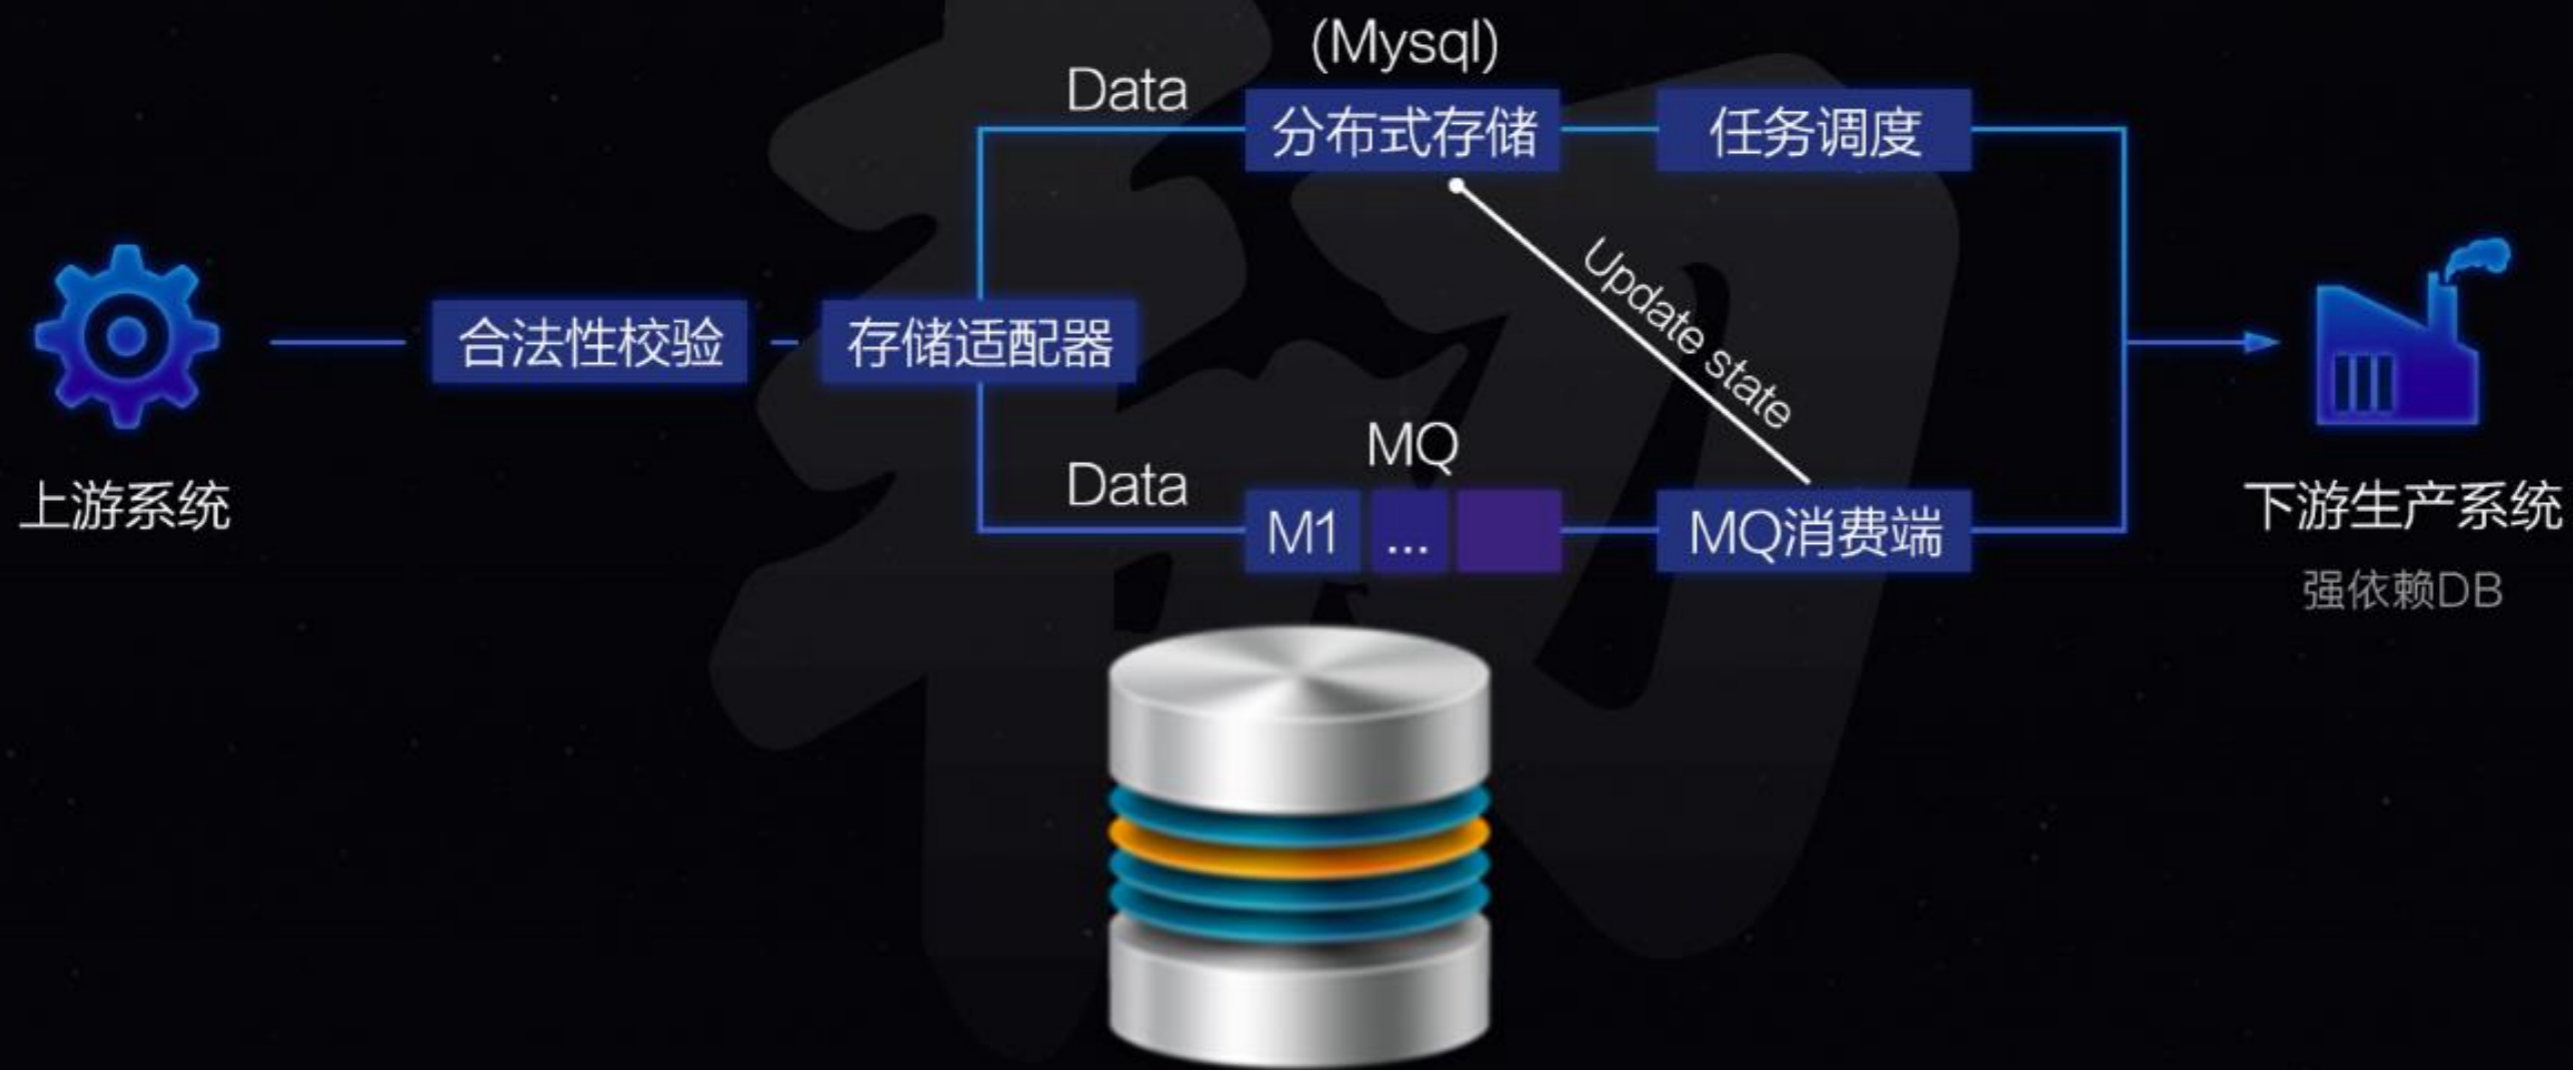 (Mysql)
Data
分布式存储
任务调度
Update state
合法性校验
存储适配器
上游系统
MQ
Data
M1
...
MQ消费端
下游生产系统
强依赖DB